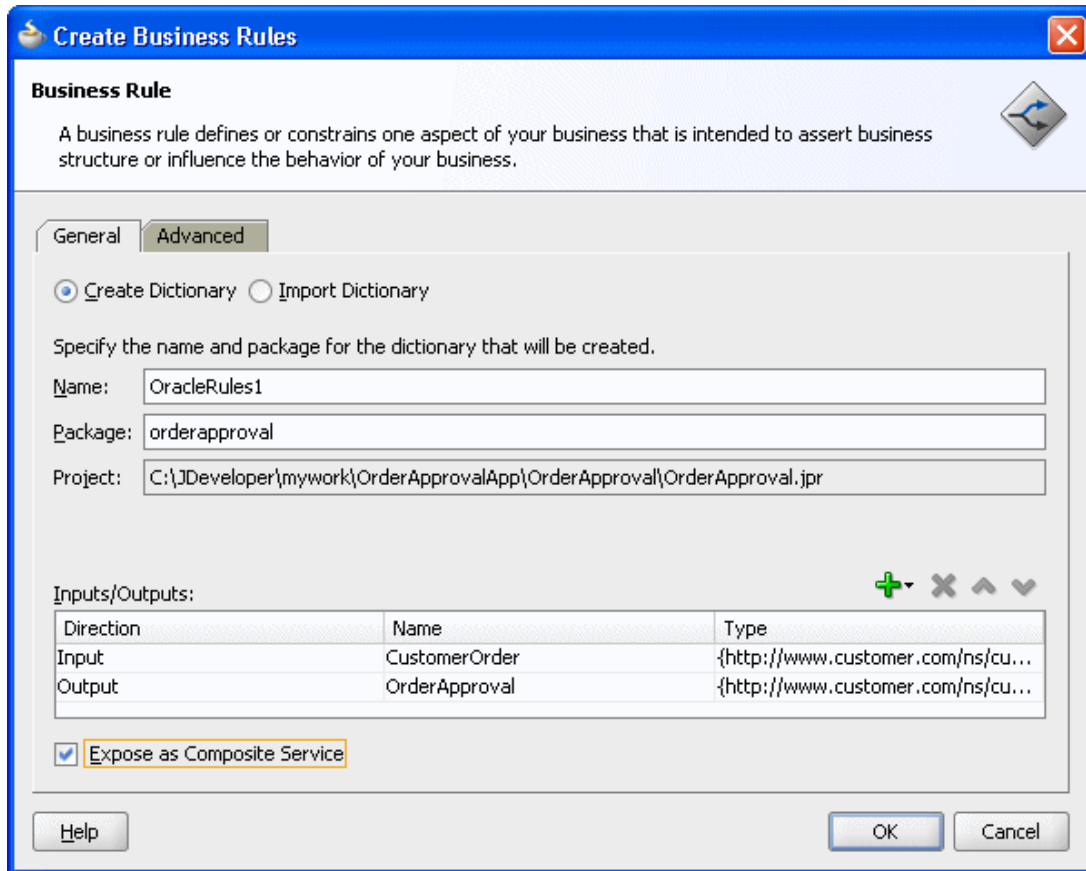 Create Business Rules
Business Rule
A business rule defines or constrains one aspect of your business that is intended to assert business
structure or influence the behavior of your business.
General Advanced
Create Dictionary Import Dictionary
Specify the name and package for the dictionary that will be created.
Name: OracleRules1
Package: orderapproval
Project: C:\JDeveloper\mywork\OrderApprovalApp\OrderApproval\OrderApproval.jpr
Inputs/Outputs:
Direction Name Type
Input CustomerOrder {http://www.customer.com/ns/cu...
Output OrderApproval {http://www.customer.com/ns/cu...
Expose as Composite Service
Help OK Cancel